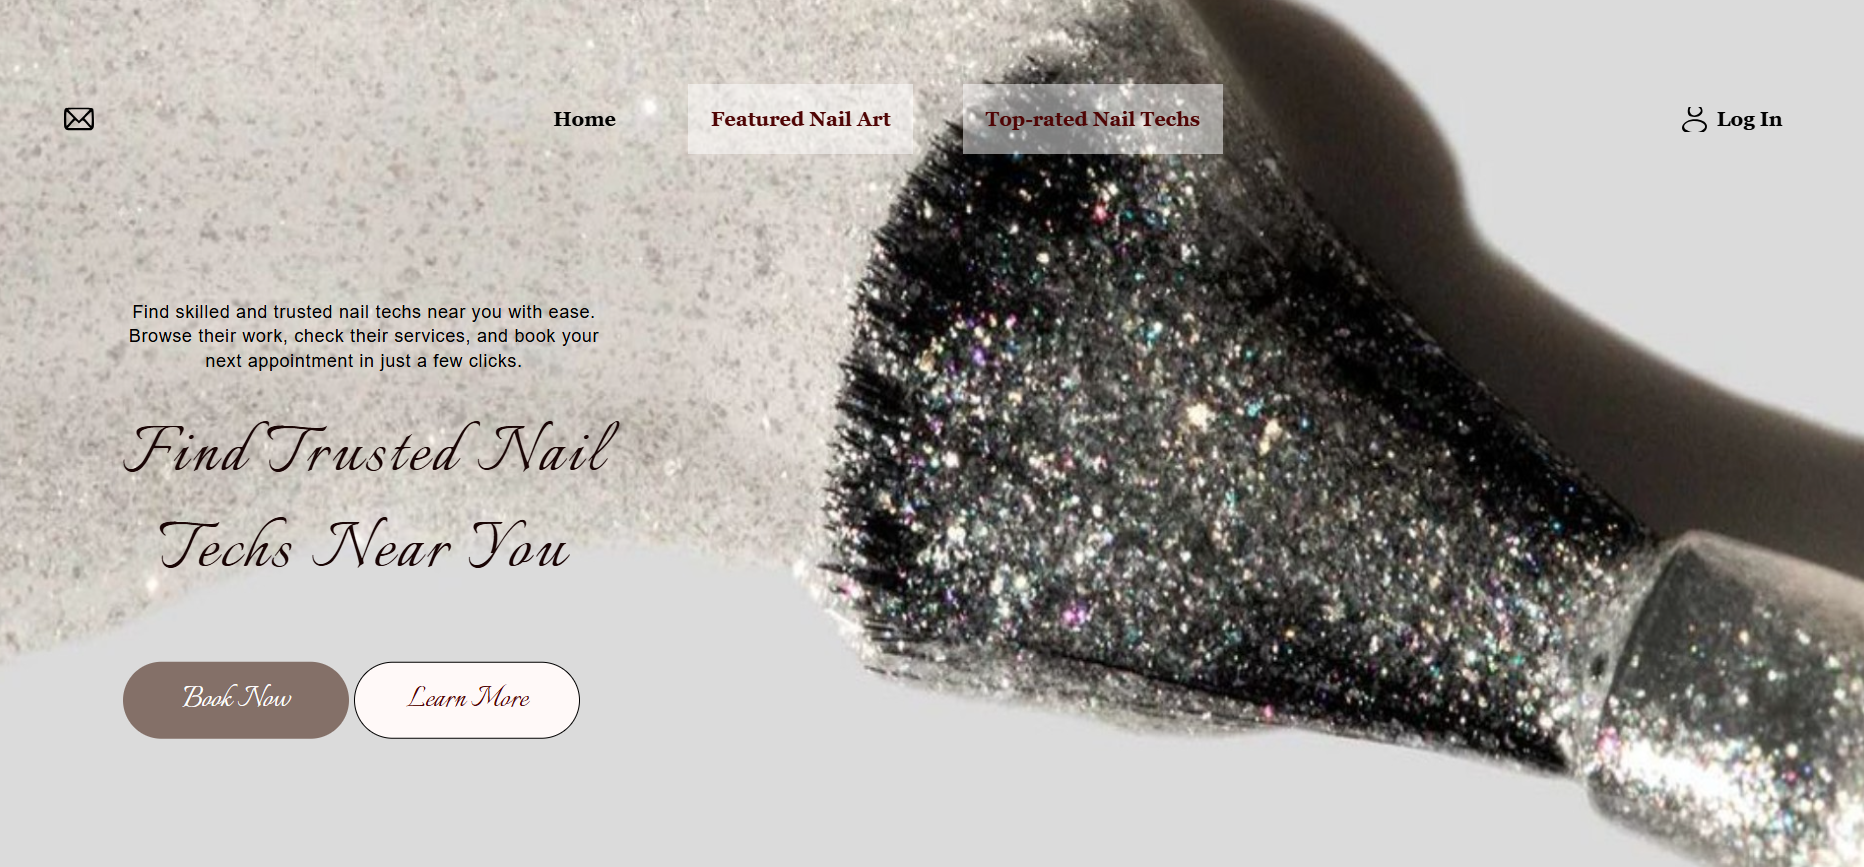 Home
Featured Nail Art
Top-rated Nail Techs
Log In
Find skilled and trusted nail techs near you with ease.
Browse their work, check their services, and book your
next appointment in just a few clicks.
Find Trusted Nail
Techs Near You
Book Now
Learn More